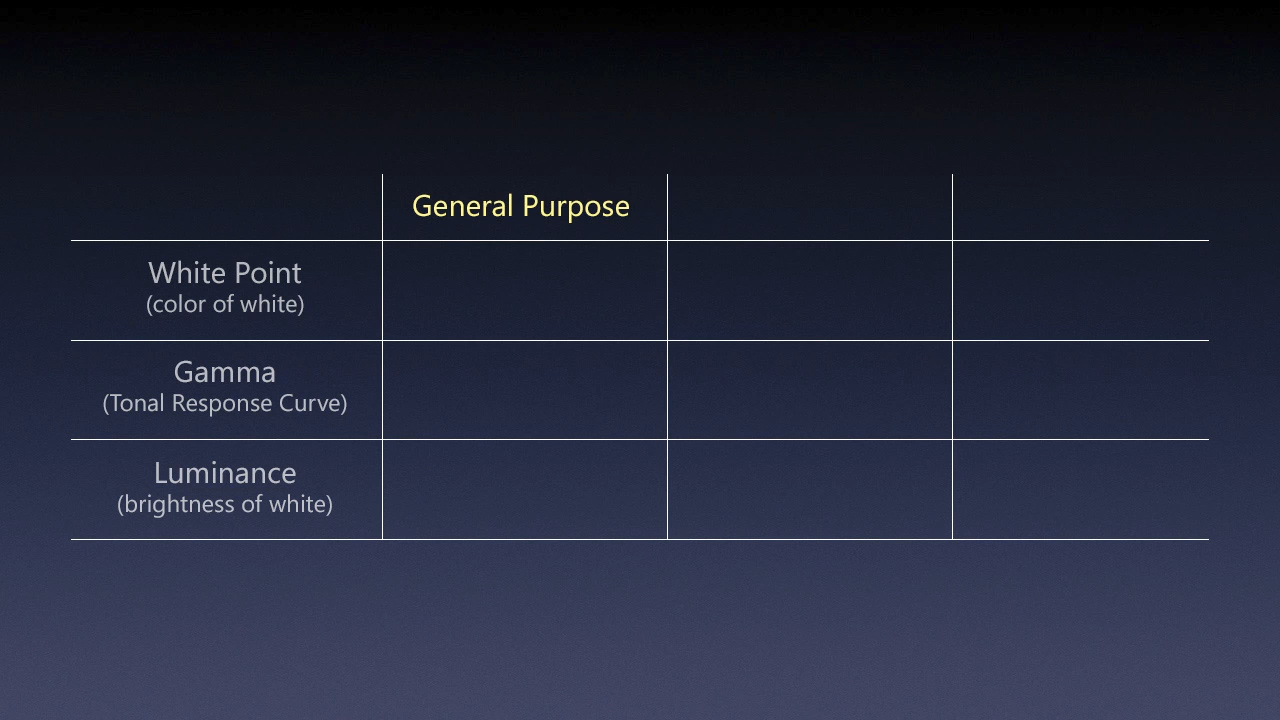 General Purpose
White Point
(color of white)
Gamma
(Tonal Response Curve)
Luminance
(brightness of white)